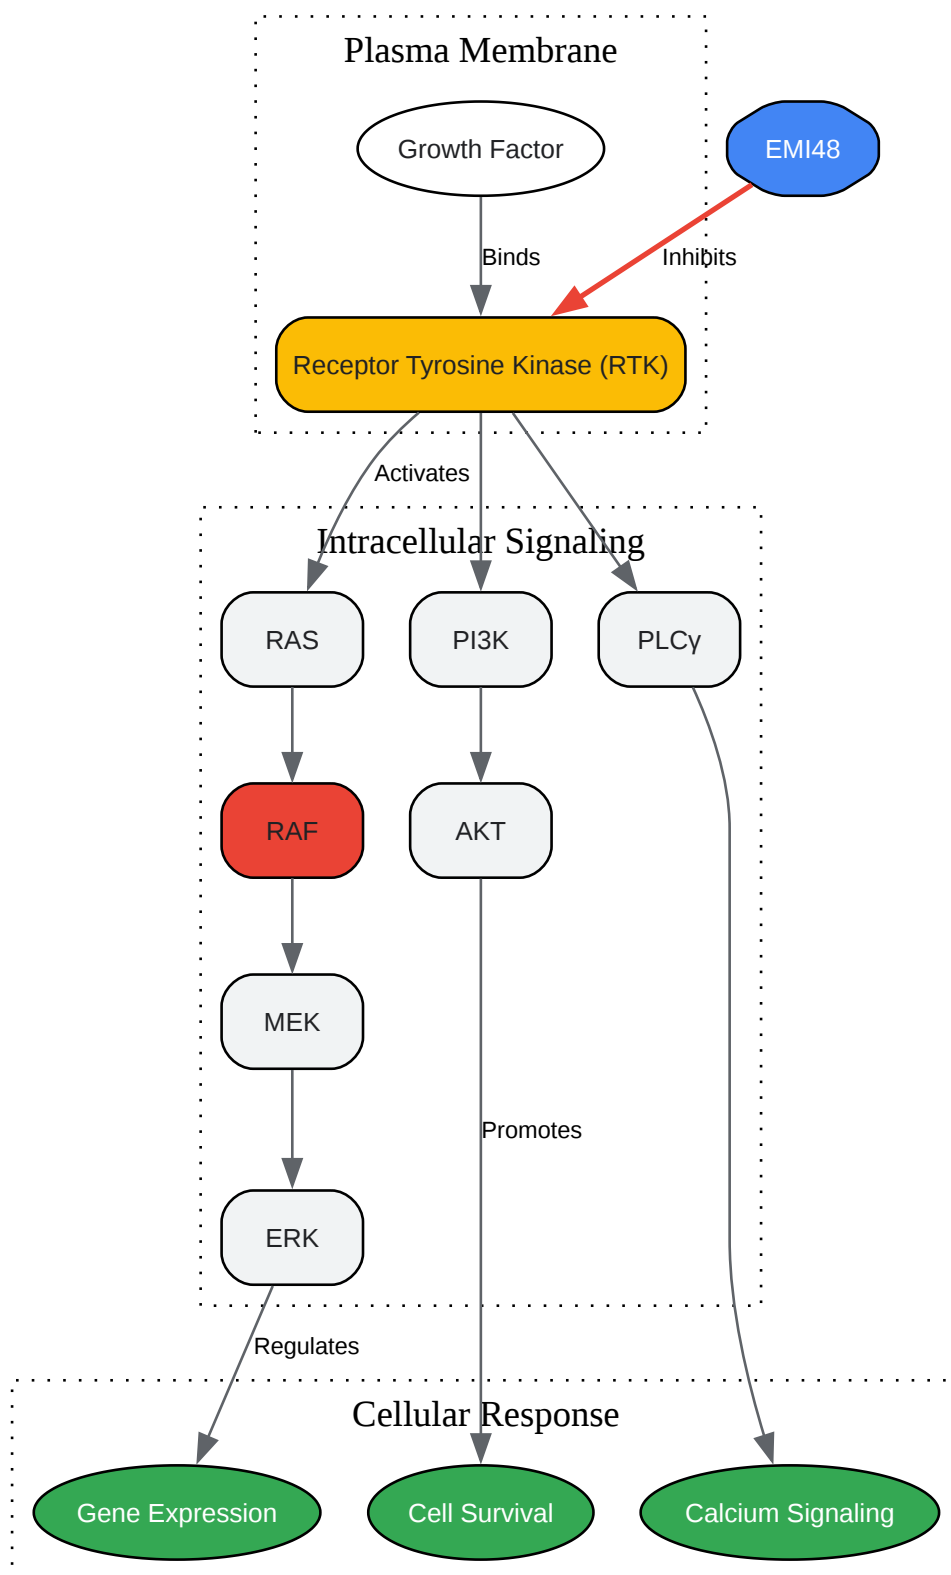 Plasma Membrane
Growth Factor
EMI48
Binds
Inhibits
Receptor Tyrosine Kinase (RTK)
Activates
Intracellular Signaling
RAS
PI3K
PLCγ
RAF
AKT
MEK
Promotes
ERK
Regulates
Cellular Response
Gene Expression
Cell Survival
Calcium Signaling